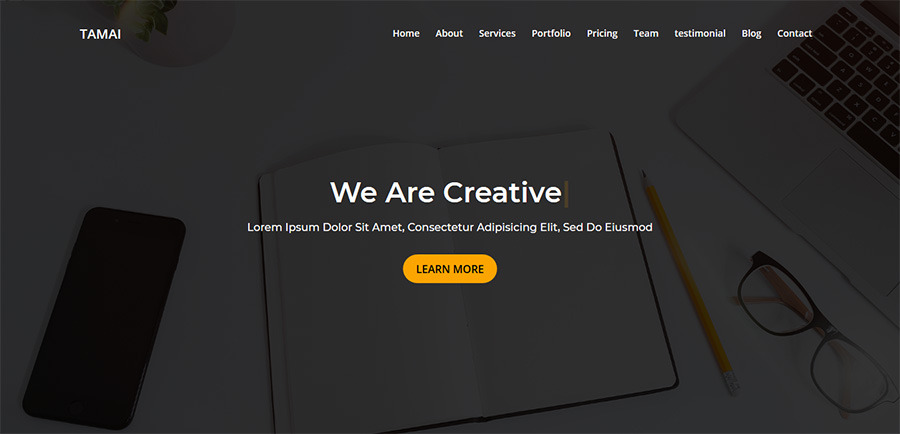 TAMAI
Home About Services Portfolio Pricing Team testimonial Blog Contact
We Are Creative
Lorem Ipsum Dolor Sit Amet, Consectetur Adipisicing Elit, Sed Do Eiusmod
LEARN MORE